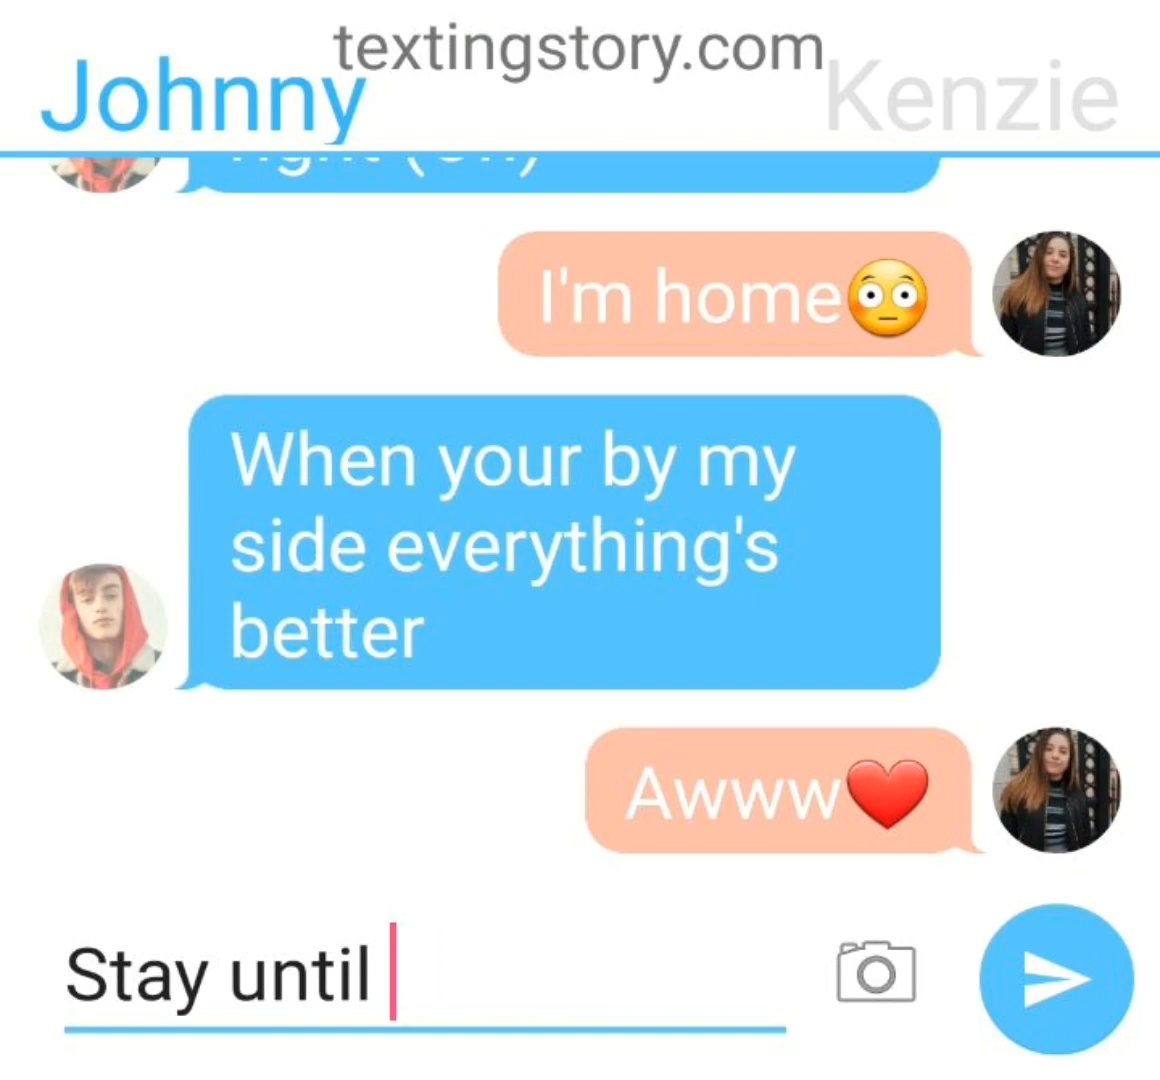 textingstory.com
Johnny
Kenzie
I'm home😳
When your by my
side everything's
better
Awww❤️
Stay until